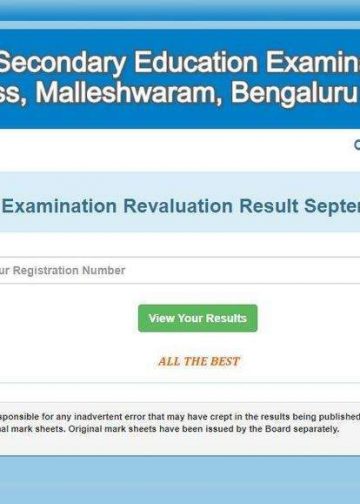 Secondary Education Examin
ss, Malleshwaram, Bengaluru
Examination Revaluation Result Septe
ur Registration Number
View Your Results
ALL THE BEST
sponsible for any inadvertent error that may have crept in the results being published
nal mark sheets. Original mark sheets have been issued by the Board separately.